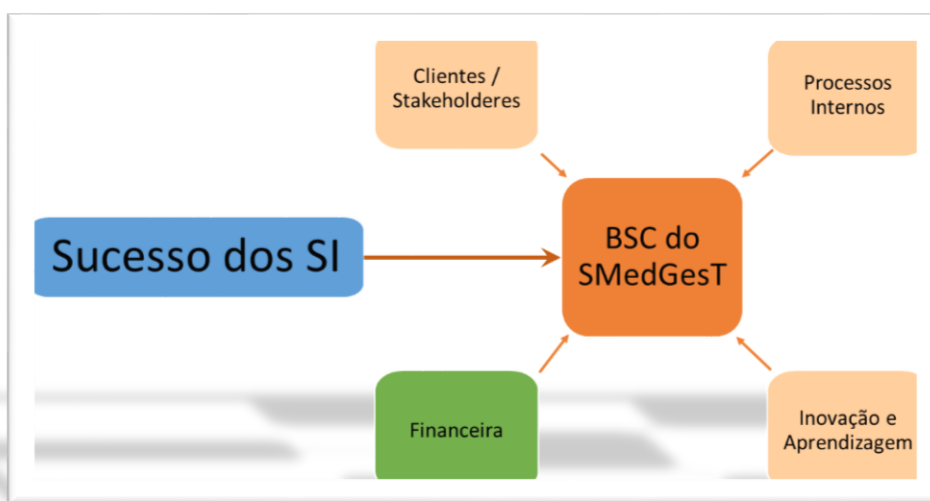 Clientes /
Stakeholderes
Processos
Internos
Sucesso dos SI
BSC do
SMedGesT
Financeira
Inovação e
Aprendizagem